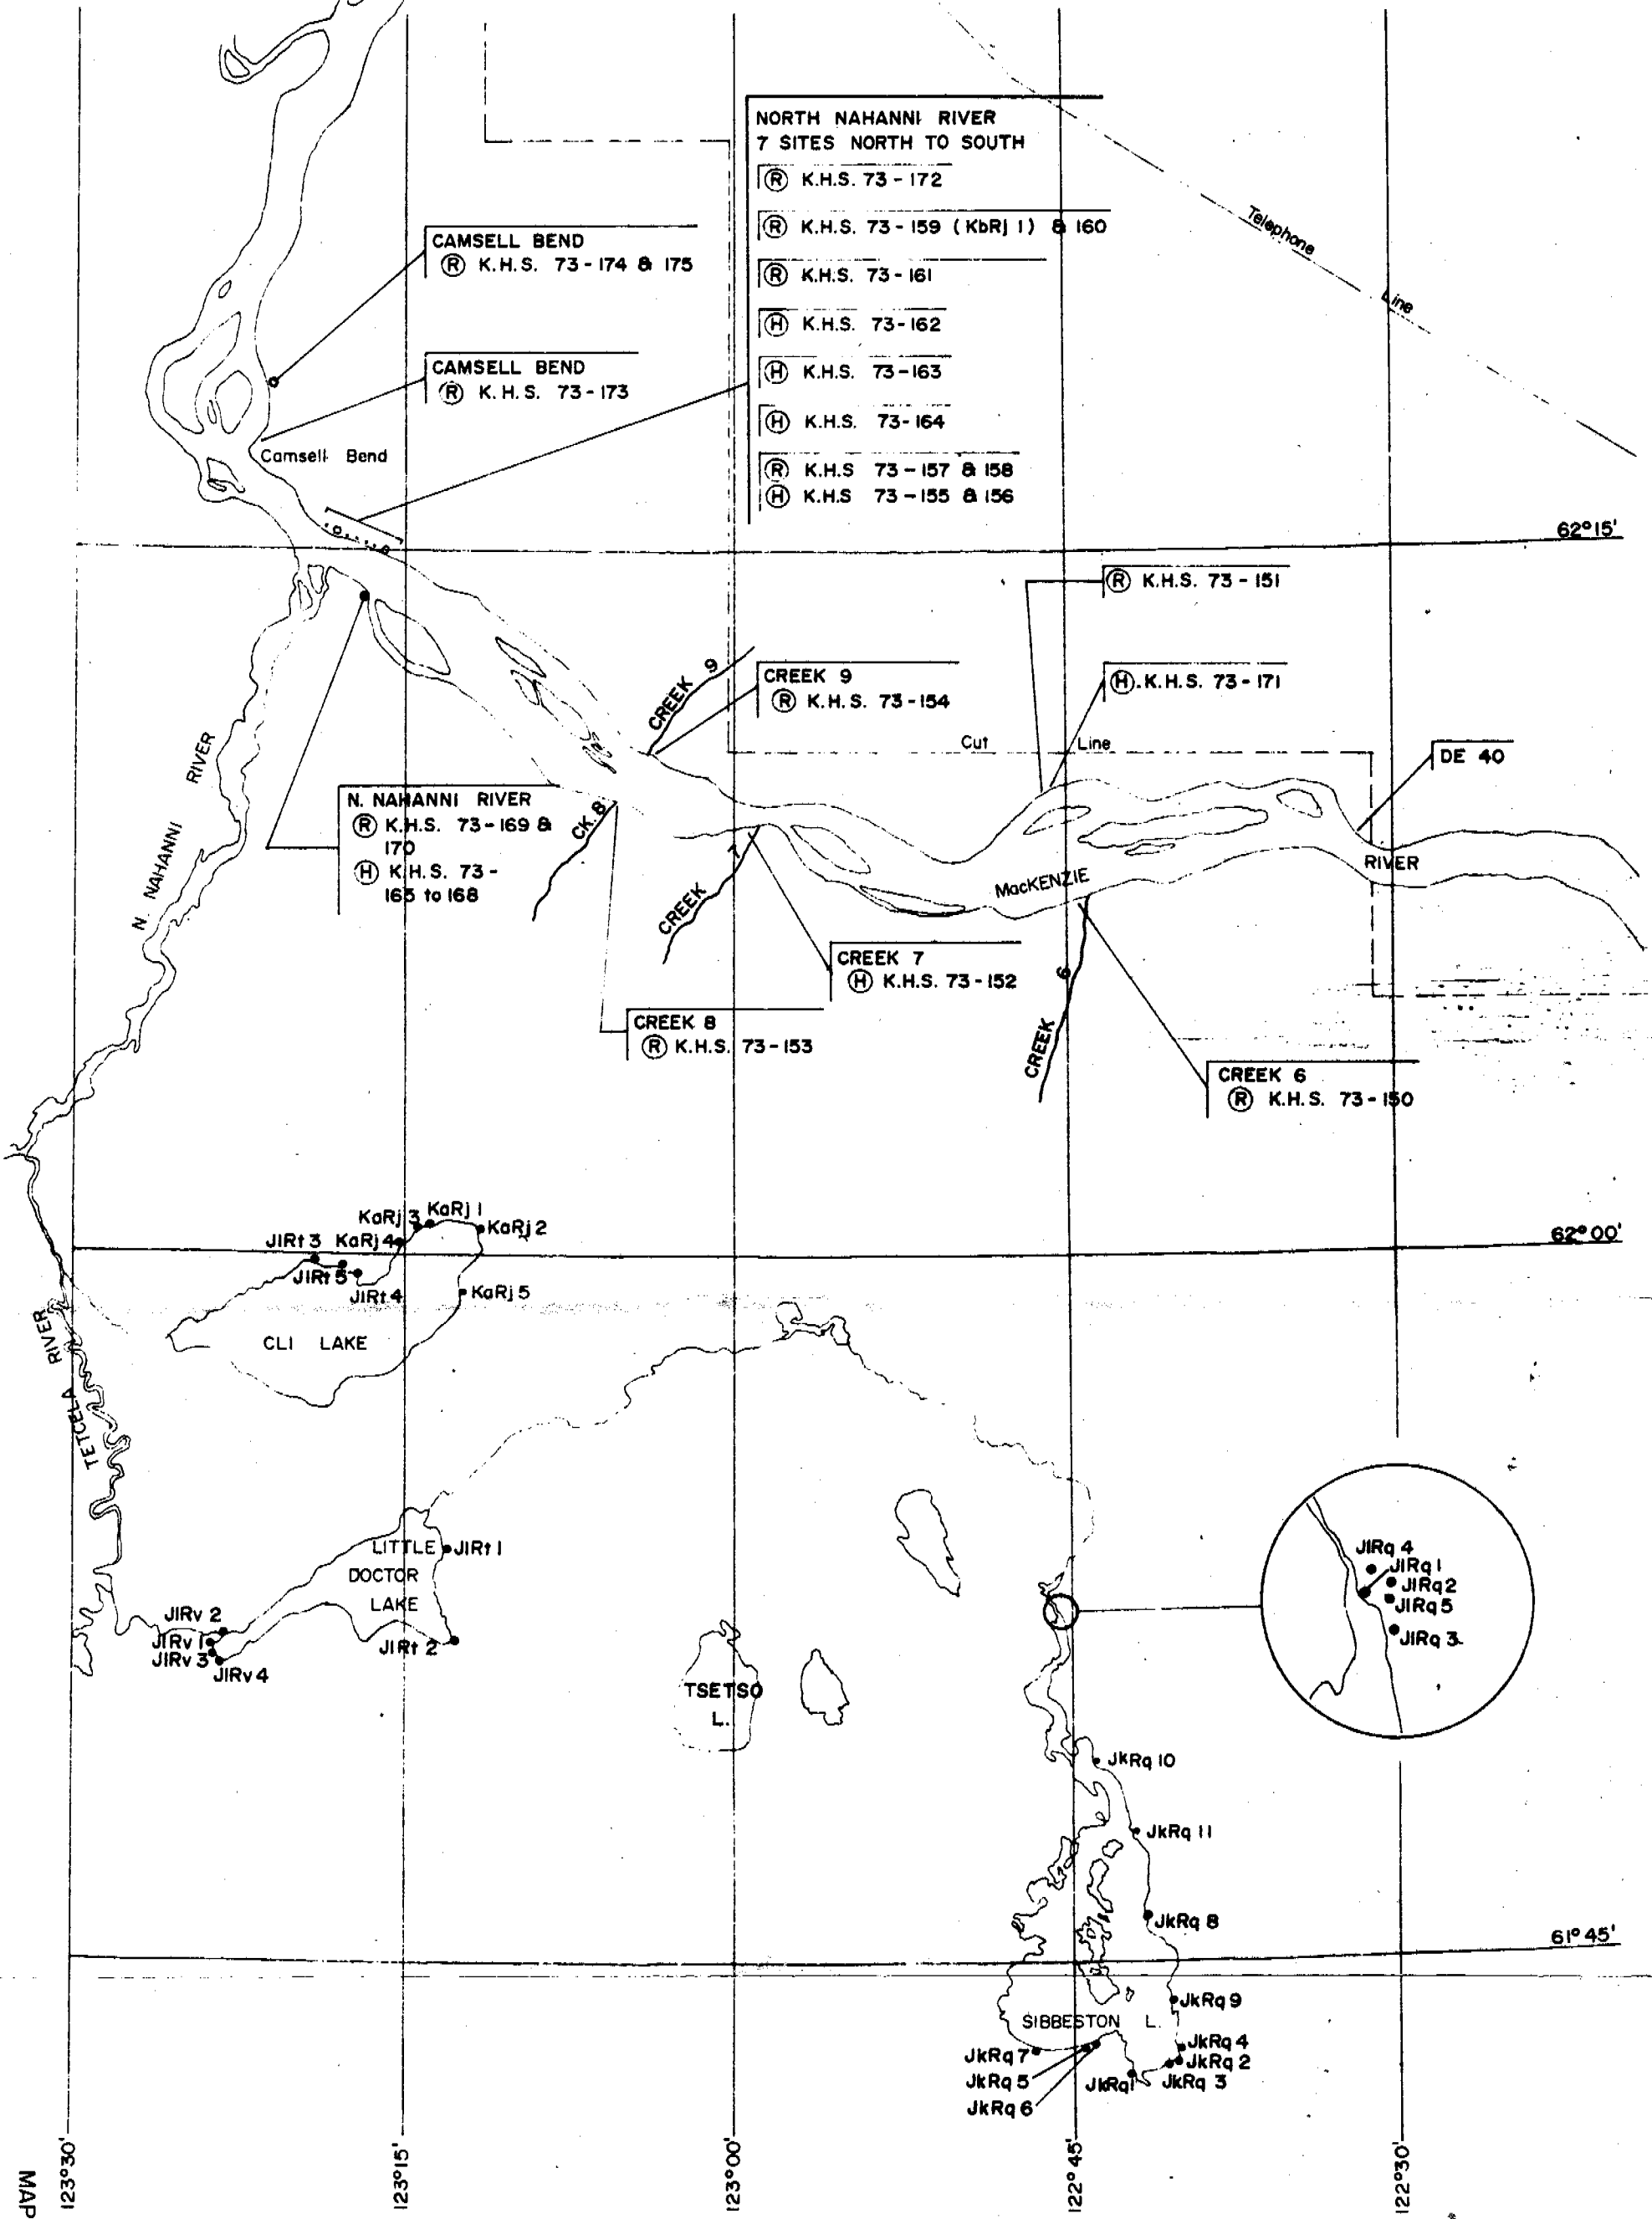 NORTH NAHANNI RIVER
7 SITES NORTH TO SOUTH
Ⓡ K.H.S. 73-172
Ⓡ K.H.S. 73-159 (KbRj 1) & 160
Ⓡ K.H.S. 73-161
Ⓗ K.H.S. 73-162
Ⓗ K.H.S. 73-163
Ⓗ K.H.S. 73-164
Ⓡ K.H.S 73-157 & 158
Ⓗ K.H.S 73-155 & 156
Telephone
Line
CAMSELL BEND
Ⓡ K.H.S. 73-174 & 175
CAMSELL BEND
Ⓡ K.H.S. 73-173
Camsell Bend
62°15'
Ⓡ K.H.S. 73-151
Ⓗ.K.H.S. 73-171
CREEK 9
CREEK 9
Ⓡ K.H.S. 73-154
Cut Line
DE 40
N. NAHANNI RIVER
N. NAHANNI RIVER
Ⓡ K.H.S. 73-169 &
170
Ⓗ K.H.S. 73-
165 to 168
CK. 8
CREEK 7
MacKENZIE
RIVER
CREEK 7
Ⓗ K.H.S. 73-152
CREEK 8
Ⓡ K.H.S. 73-153
CREEK 6
CREEK 6
Ⓡ K.H.S. 73-150
KaRj 3
KaRj 1
KaRj 2
JIRt 3
KaRj 4
62°00'
JIRt 5
JIRt 4
KaRj 5
CLI LAKE
TETCELA RIVER
LITTLE
DOCTOR
LAKE
JIRt 1
JIRv 2
JIRv 1
JIRv 3
JIRv 4
JIRt 2
TSETSO
L.
JIRq 4
JIRq 1
JIRq 2
JIRq 5
JIRq 3
JkRq 10
JkRq 11
JkRq 8
61°45'
JkRq 9
SIBBESTON L.
JkRq 4
JkRq 2
JkRq 3
JkRq 7
JkRq 5
JkRq 1
JkRq 6
123°30'
123°15'
123°00'
122°45'
122°30'
MAP